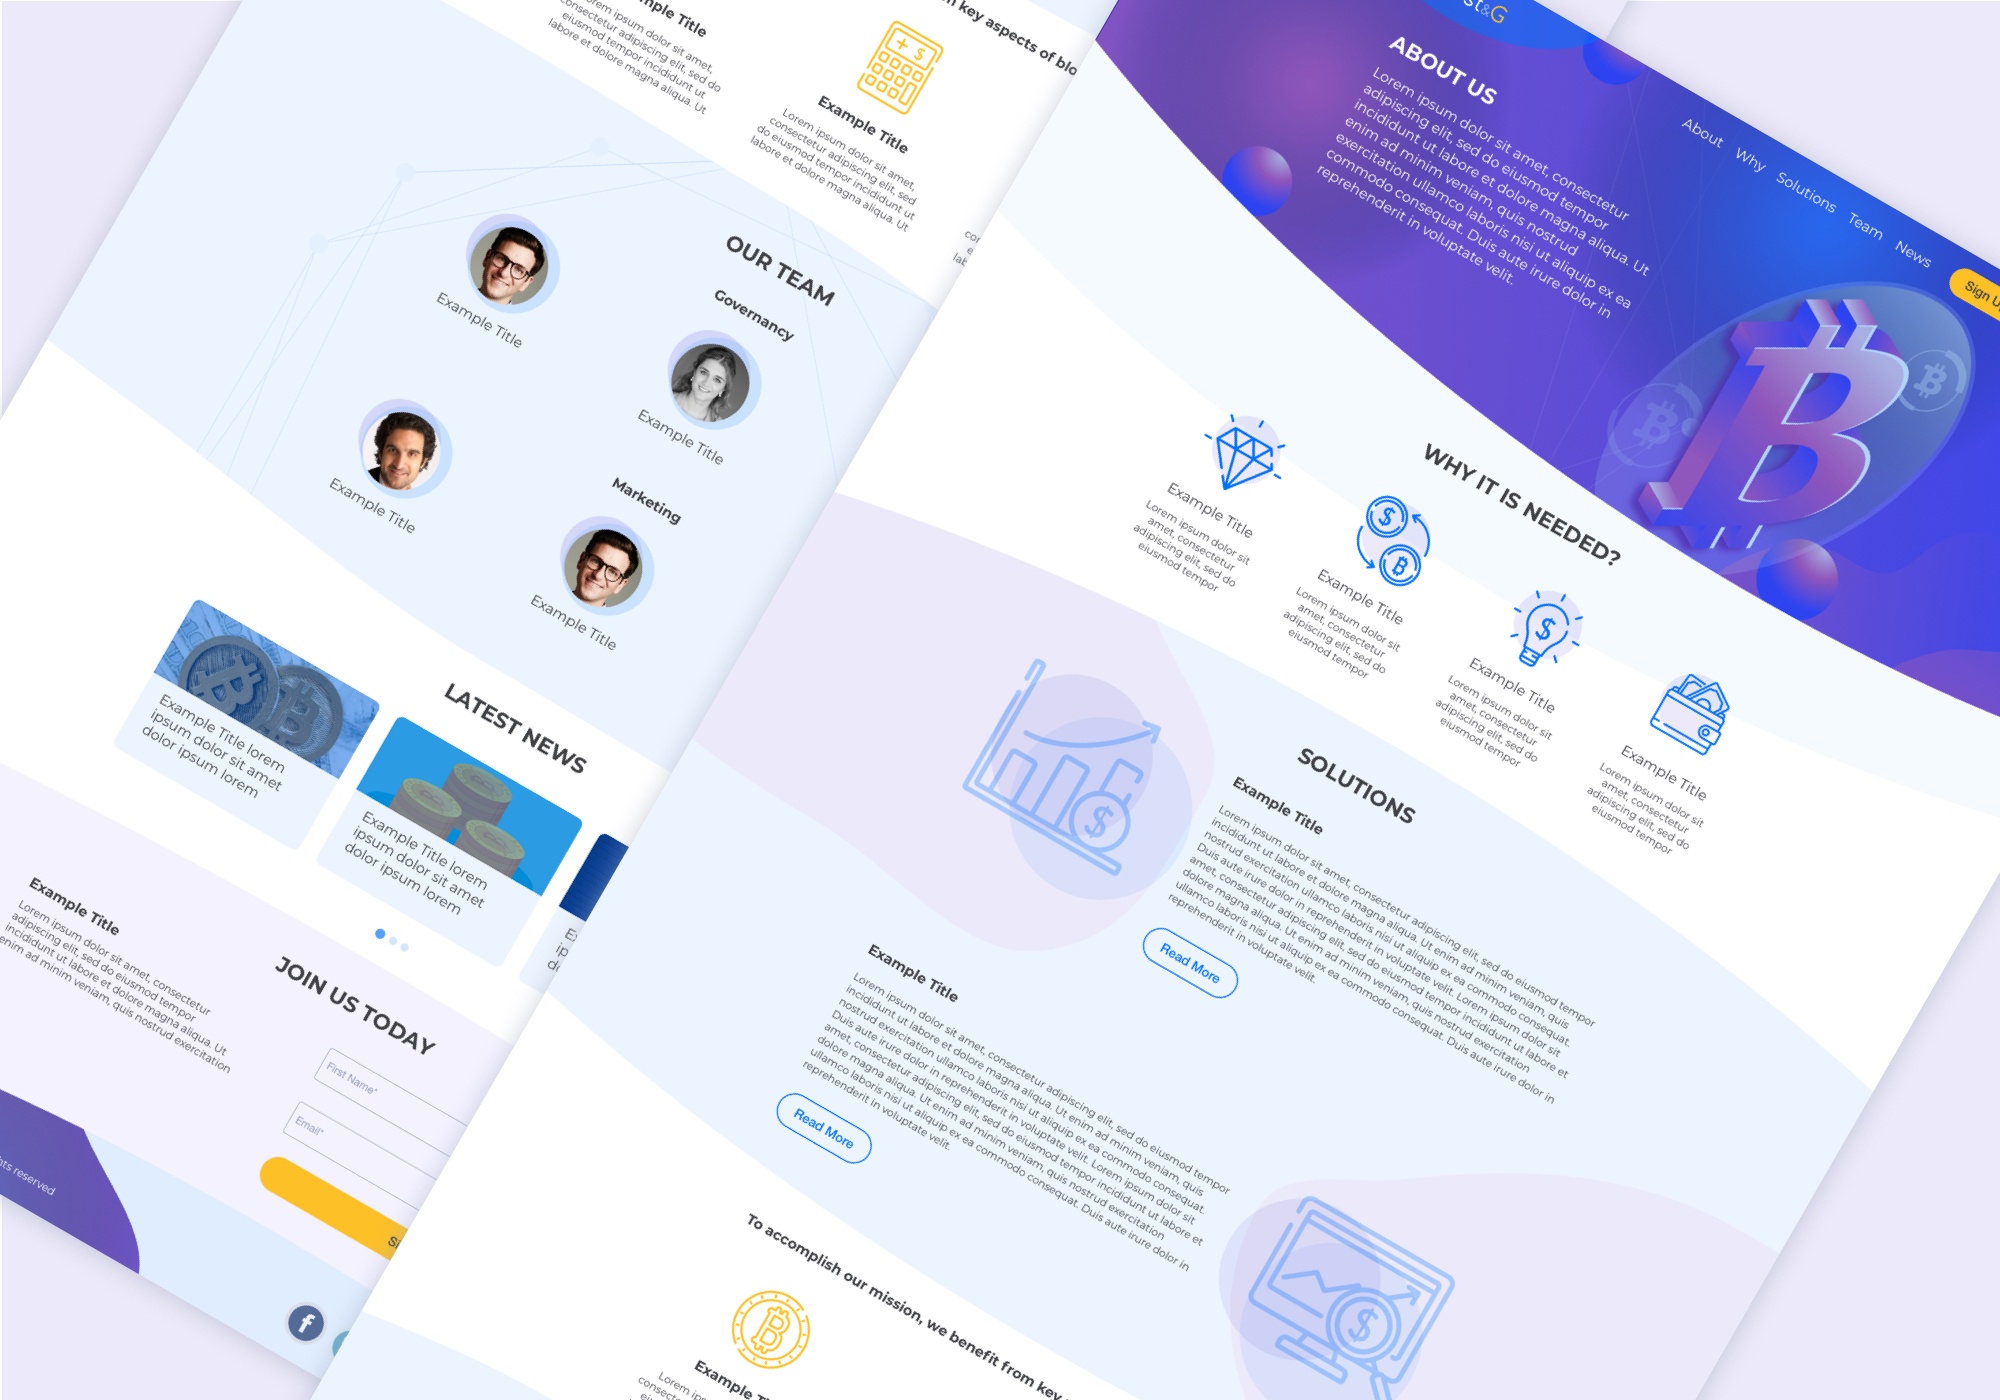 st&G
About Why Solutions Team News
Sign U
ABOUT US
Lorem ipsum dolor sit amet, consectetur
adipiscing elit, sed do eiusmod tempor
incididunt ut labore et dolore magna aliqua. Ut
enim ad minim veniam, quis nostrud
exercitation ullamco laboris nisi ut aliquip ex ea
commodo consequat. Duis aute irure dolor in
reprehenderit in voluptate velit.
WHY IT IS NEEDED?
Example Title
Lorem ipsum dolor sit
amet, consectetur
adipiscing elit, sed do
eiusmod tempor
Example Title
Lorem ipsum dolor sit
amet, consectetur
adipiscing elit, sed do
eiusmod tempor
Example Title
Lorem ipsum dolor sit
amet, consectetur
adipiscing elit, sed do
eiusmod tempor
Example Title
Lorem ipsum dolor sit
amet, consectetur
adipiscing elit, sed do
eiusmod tempor
SOLUTIONS
Example Title
Lorem ipsum dolor sit amet, consectetur adipiscing elit, sed do eiusmod tempor
incididunt ut labore et dolore magna aliqua. Ut enim ad minim veniam, quis
nostrud exercitation ullamco laboris nisi ut aliquip ex ea commodo consequat.
Duis aute irure dolor in reprehenderit in voluptate velit. Lorem ipsum dolor sit
amet, consectetur adipiscing elit, sed do eiusmod tempor incididunt ut labore et
dolore magna aliqua. Ut enim ad minim veniam, quis nostrud exercitation
ullamco laboris nisi ut aliquip ex ea commodo consequat. Duis aute irure dolor in
reprehenderit in voluptate velit.
Read More
Example Title
Lorem ipsum dolor sit amet, consectetur adipiscing elit, sed do eiusmod tempor
incididunt ut labore et dolore magna aliqua. Ut enim ad minim veniam, quis
nostrud exercitation ullamco laboris nisi ut aliquip ex ea commodo consequat.
Duis aute irure dolor in reprehenderit in voluptate velit. Lorem ipsum dolor sit
amet, consectetur adipiscing elit, sed do eiusmod tempor incididunt ut labore et
dolore magna aliqua. Ut enim ad minim veniam, quis nostrud exercitation
ullamco laboris nisi ut aliquip ex ea commodo consequat. Duis aute irure dolor in
reprehenderit in voluptate velit.
Read More
To accomplish our mission, we benefit from key
Example
Lorem ipsum
key aspects of blo
mple Title
orem ipsum dolor sit amet,
consectetur adipiscing elit, sed do
eiusmod tempor incididunt ut
labore et dolore magna aliqua. Ut
Example Title
Lorem ipsum dolor sit amet,
consectetur adipiscing elit, sed
do eiusmod tempor incididunt ut
labore et dolore magna aliqua. Ut
OUR TEAM
Governancy
Example Title
Example Title
Marketing
Example Title
Example Title
LATEST NEWS
Example Title lorem
ipsum dolor sit amet
dolor ipsum lorem
Example Title lorem
ipsum dolor sit amet
dolor ipsum lorem
Ex
ip
do
JOIN US TODAY
Example Title
Lorem ipsum dolor sit amet, consectetur
adipiscing elit, sed do eiusmod tempor
incididunt ut labore et dolore magna aliqua. Ut
enim ad minim veniam, quis nostrud exercitation
First Name*
Email*
Si
hts reserved